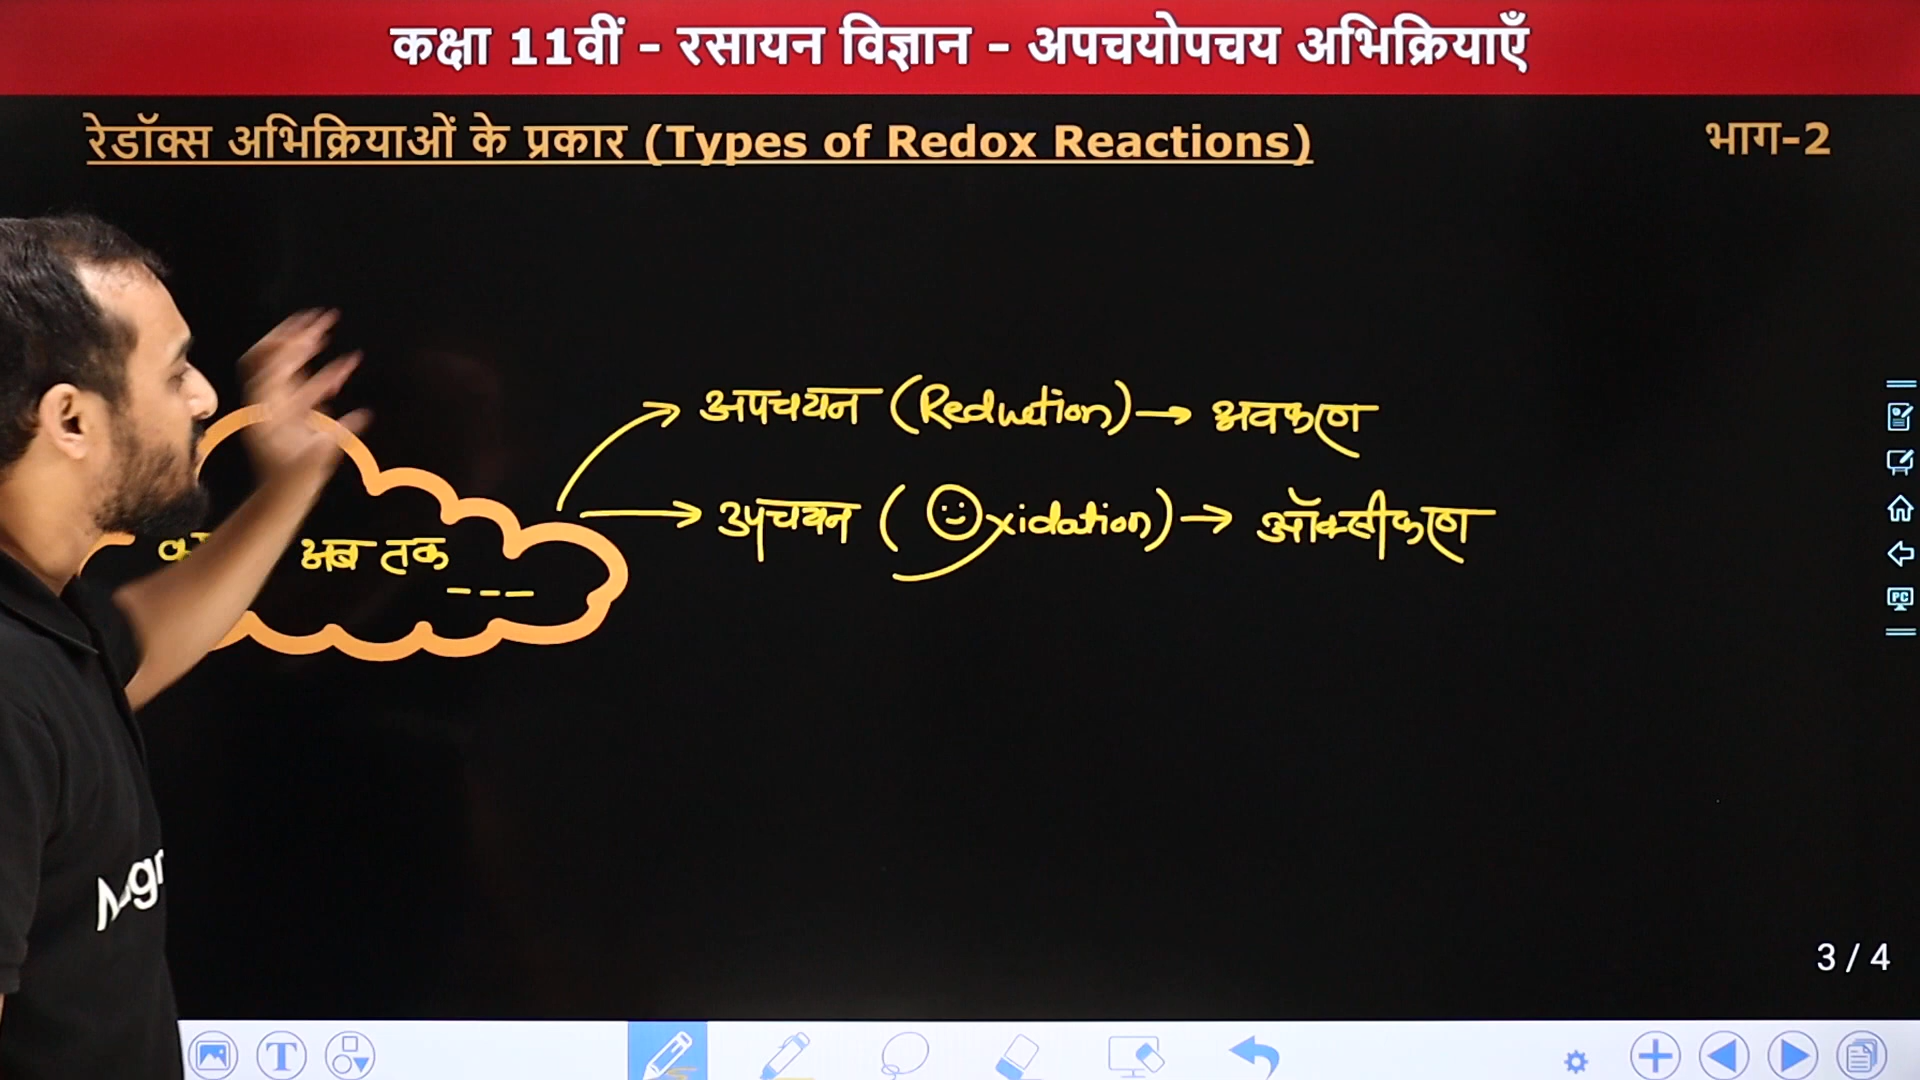 कक्षा 11वीं - रसायन विज्ञान - अपचयोपचय अभिक्रियाएँ
रेडॉक्स अभिक्रियाओं के प्रकार (Types of Redox Reactions)
भाग-2
अपचयन (Reduction) → अवकरण
उपचयन (Oxidation) → ऑक्सीकरण
अब तक ---
3 / 4
T
PC